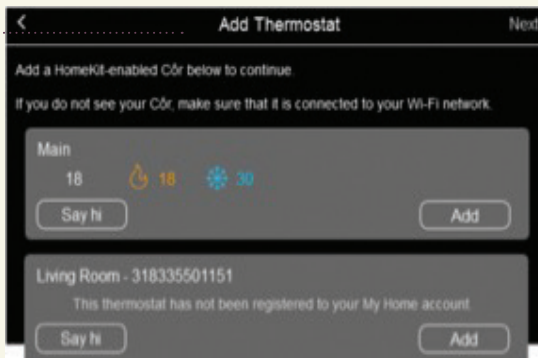 Add Thermostat
Next
Add a HomeKit-enabled Côr below to continue.
If you do not see your Côr, make sure that it is connected to your Wi-Fi network.
Main
18 18 30
Say hi Add
Living Room - 318335501151
This thermostat has not been registered to your My Home account.
Say hi Add